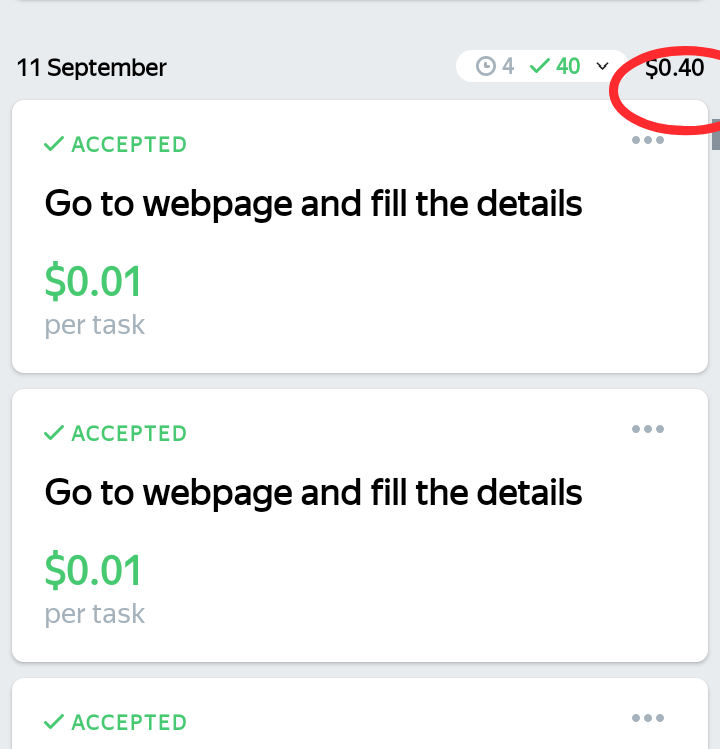 11 September 4 40 $0.40
ACCEPTED
Go to webpage and fill the details
$0.01
per task
ACCEPTED
Go to webpage and fill the details
$0.01
per task
ACCEPTED